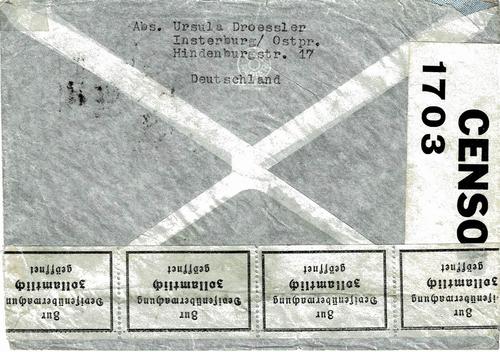 Abs. Ursula Droessler
Insterburg/ Ostpr.
Hindenburgstr. 17
Deutschland
CENSO
1703
Zur
Devisenüberwachung
zollamtlich
geöffnet
Zur
Devisenüberwachung
zollamtlich
geöffnet
Zur
Devisenüberwachung
zollamtlich
geöffnet
Zur
isenüberwachung
zollamtlich
geöffnet